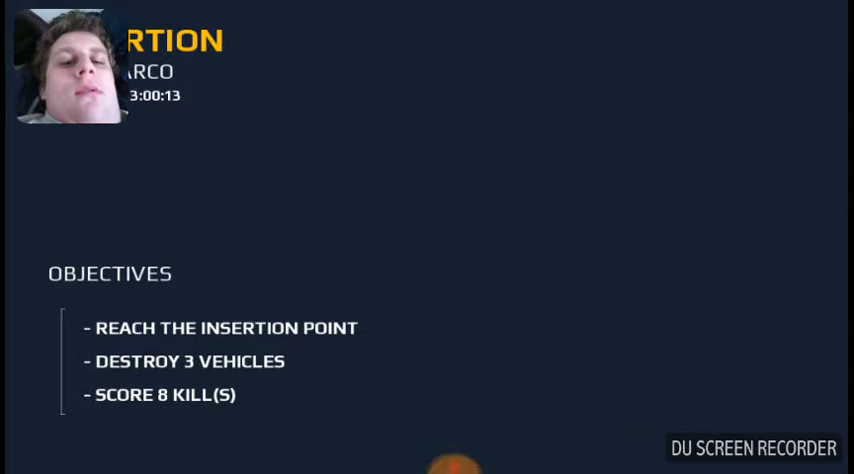 RTION
ARCO
3:00:13
OBJECTIVES
- REACH THE INSERTION POINT
- DESTROY 3 VEHICLES
- SCORE 8 KILL(S)
DU SCREEN RECORDER